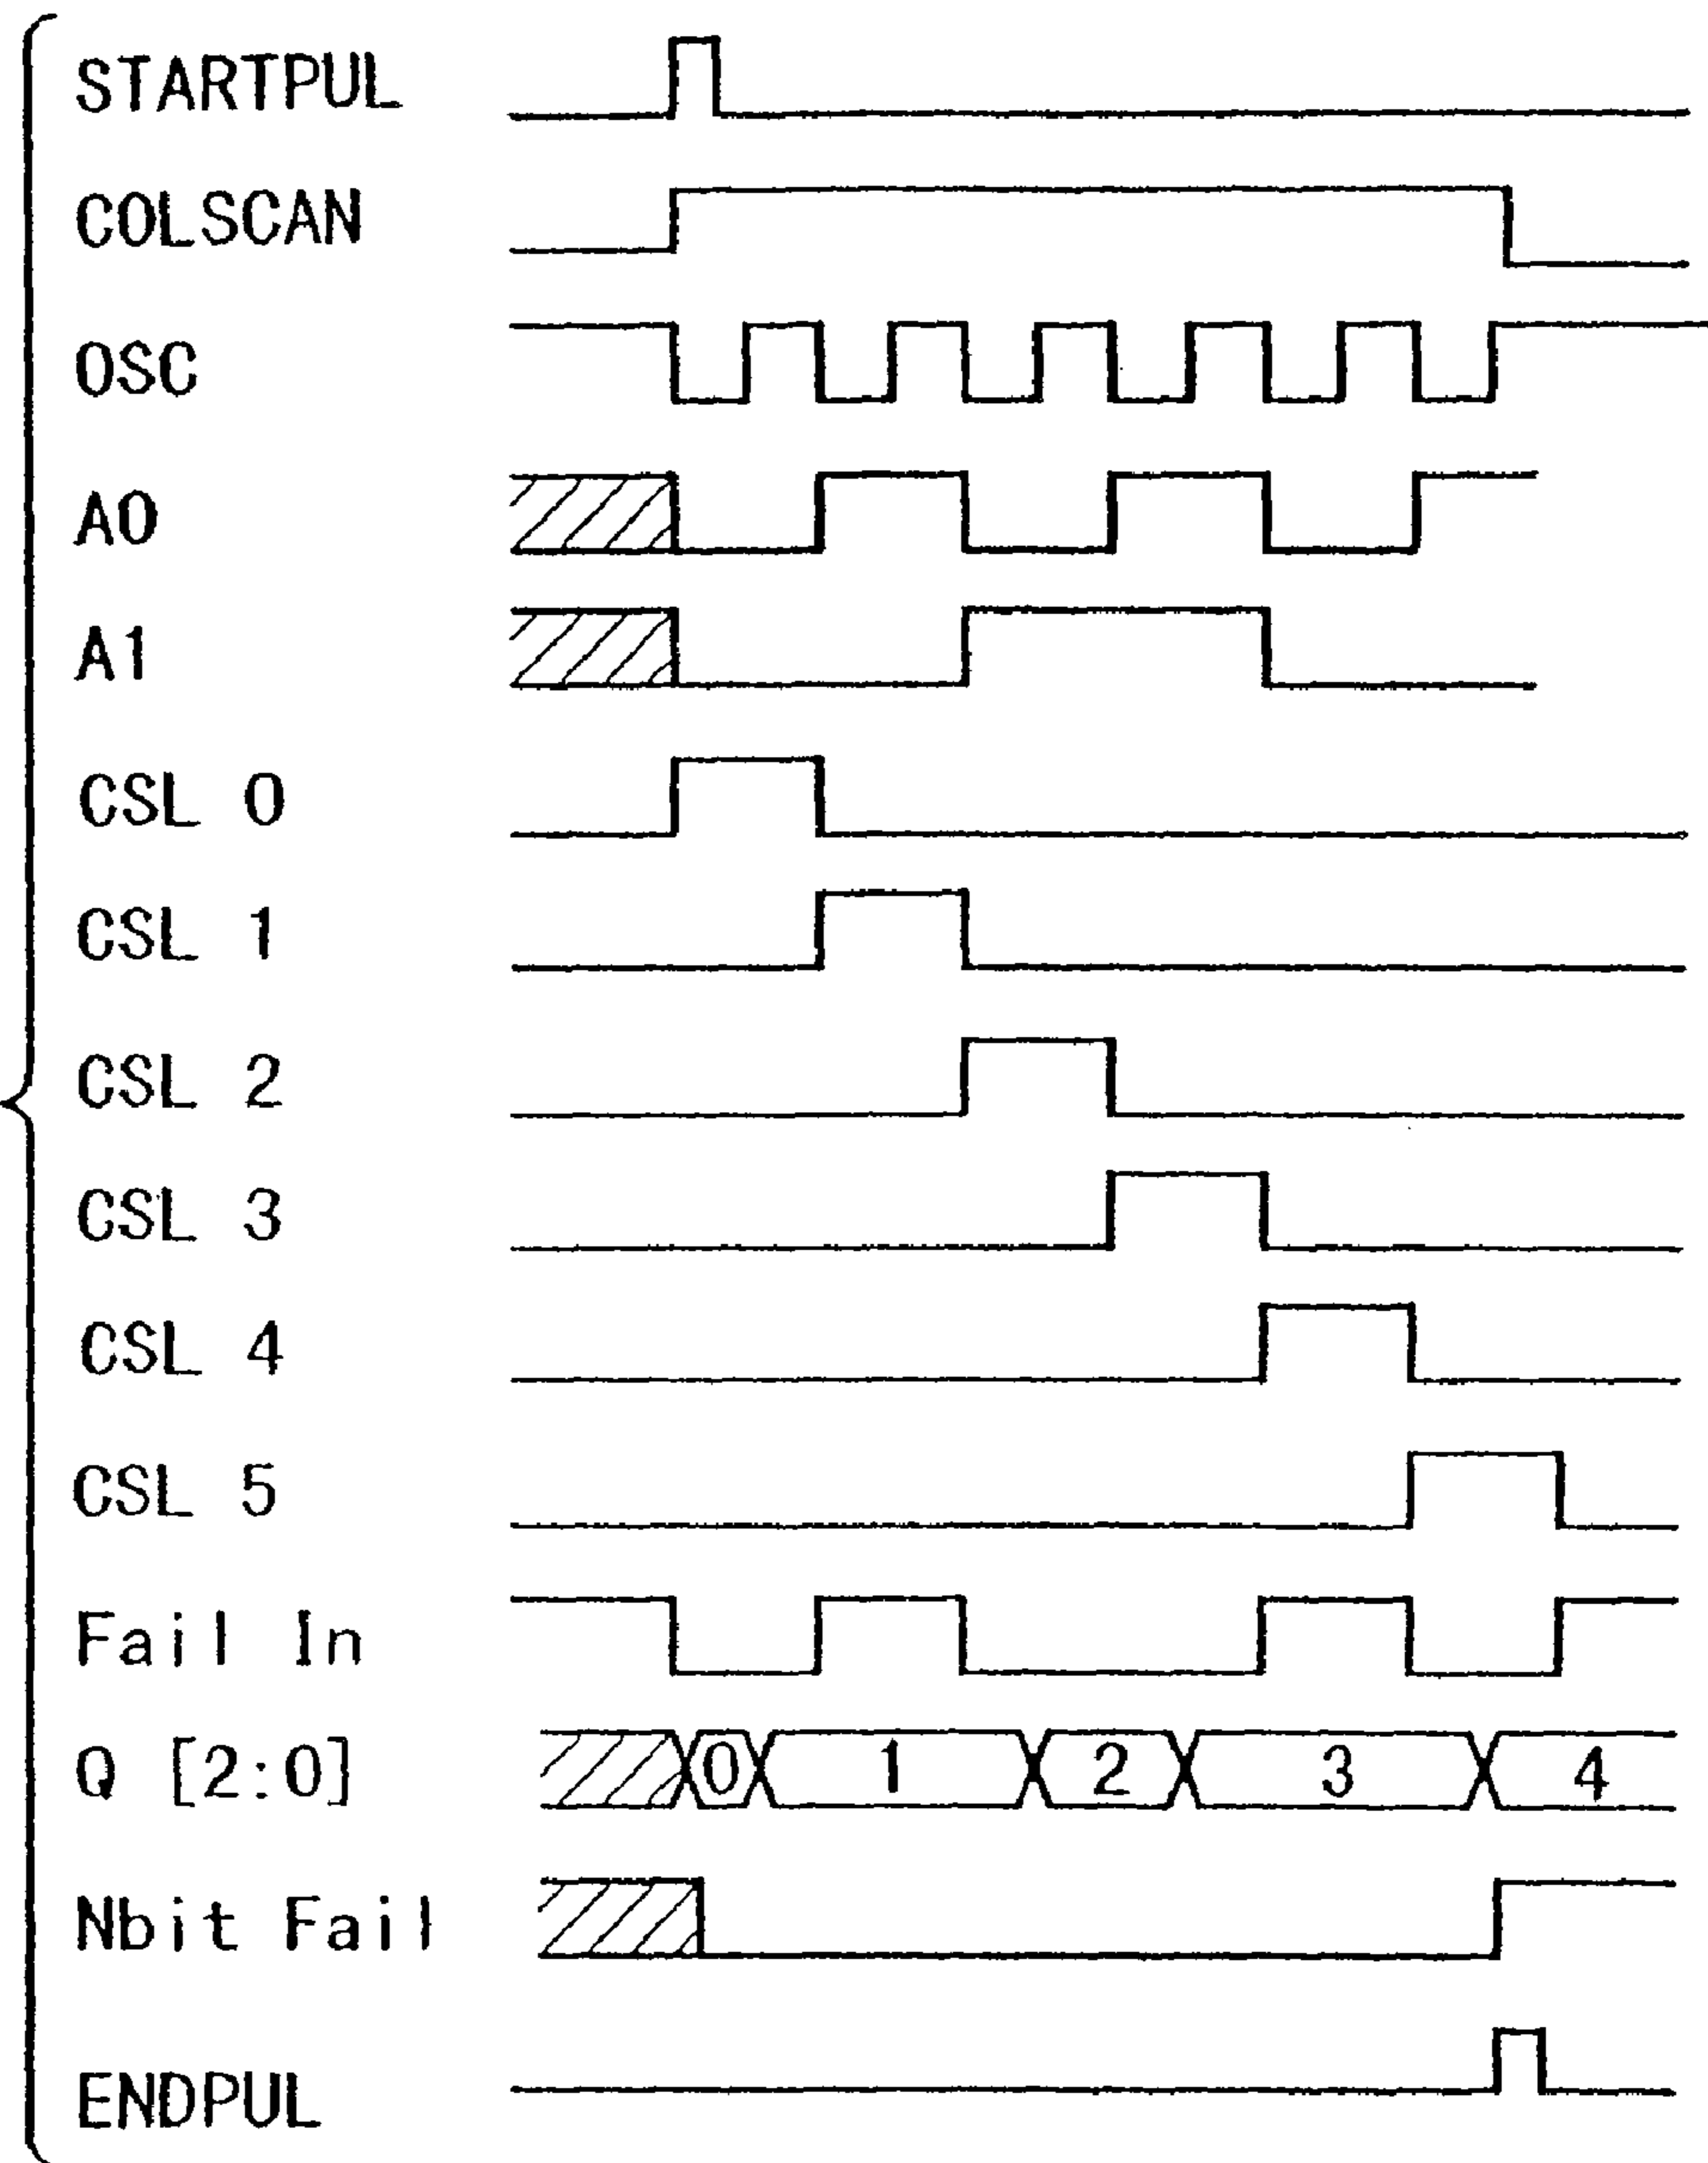 STARTPUL
COLSCAN
OSC
A0
A1
CSL 0
CSL 1
CSL 2
CSL 3
CSL 4
CSL 5
Fail In
Q [2:0] 0 1 2 3 4
Nbit Fail
ENDPUL